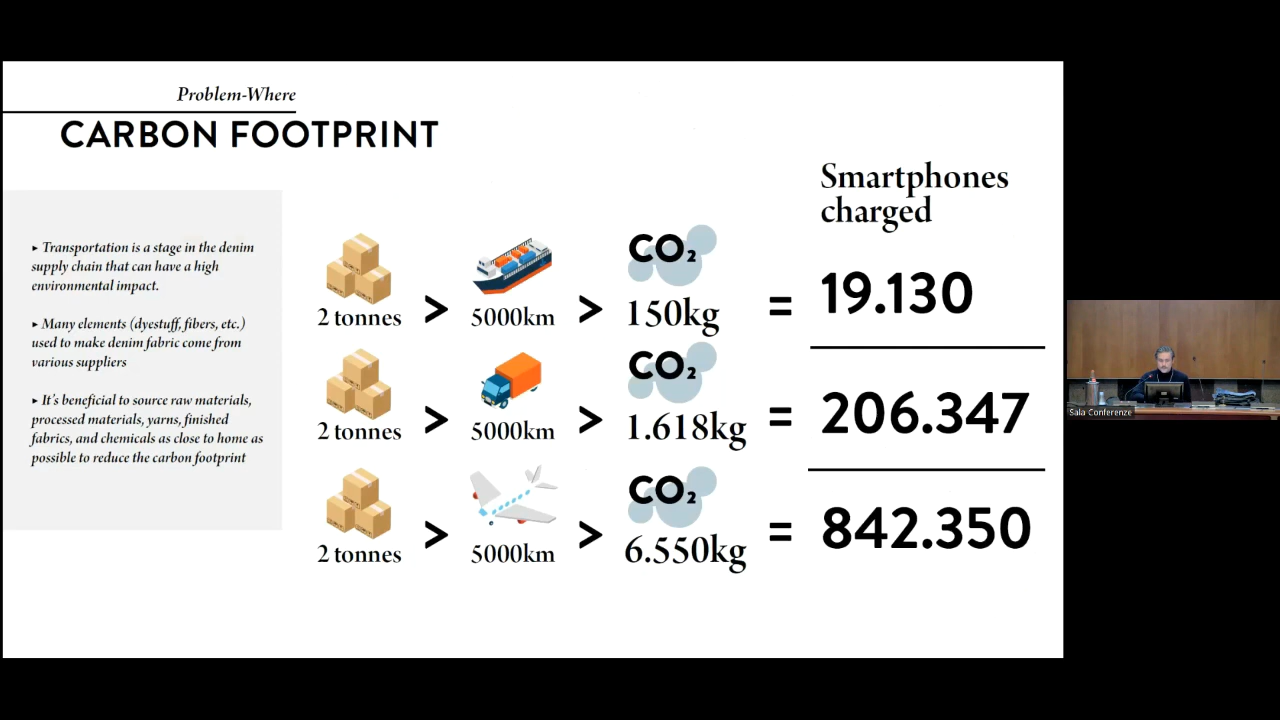 Problem-Where
CARBON FOOTPRINT
▸ Transportation is a stage in the denim
supply chain that can have a high
environmental impact.
▸ Many elements (dyestuff, fibers, etc.)
used to make denim fabric come from
various suppliers
▸ It's beneficial to source raw materials,
processed materials, yarns, finished
fabrics, and chemicals as close to home as
possible to reduce the carbon footprint
Smartphones
charged
CO₂
2 tonnes > 5000km > 150kg = 19.130
CO₂
2 tonnes > 5000km > 1.618kg = 206.347
CO₂
2 tonnes > 5000km > 6.550kg = 842.350
Sala Conferenze